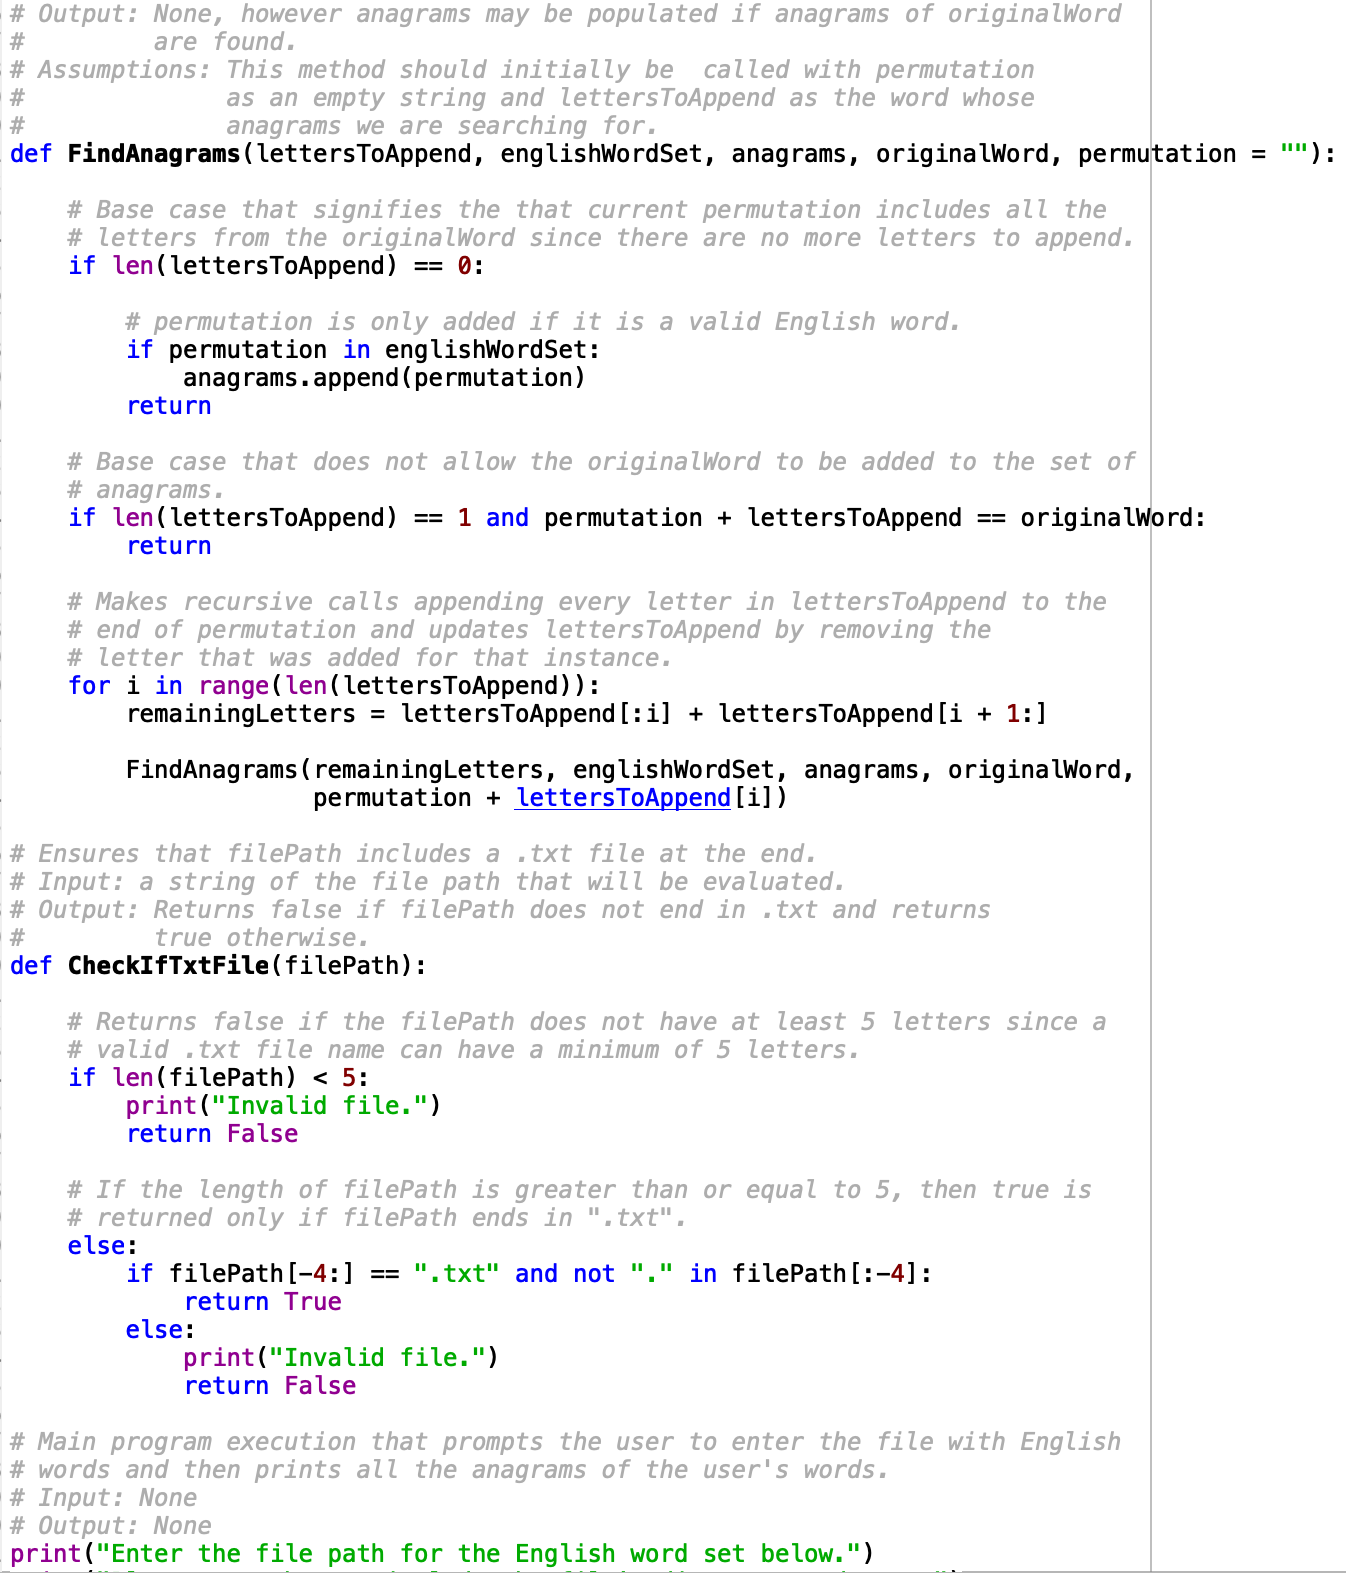 # Output: None, however anagrams may be populated if anagrams of originalWord
#         are found.
# Assumptions: This method should initially be  called with permutation
#              as an empty string and lettersToAppend as the word whose
#              anagrams we are searching for.
def FindAnagrams(lettersToAppend, englishWordSet, anagrams, originalWord, permutation = ""):

    # Base case that signifies the that current permutation includes all the
    # letters from the originalWord since there are no more letters to append.
    if len(lettersToAppend) == 0:

        # permutation is only added if it is a valid English word.
        if permutation in englishWordSet:
            anagrams.append(permutation)
        return

    # Base case that does not allow the originalWord to be added to the set of
    # anagrams.
    if len(lettersToAppend) == 1 and permutation + lettersToAppend == originalWord:
        return

    # Makes recursive calls appending every letter in lettersToAppend to the
    # end of permutation and updates lettersToAppend by removing the
    # letter that was added for that instance.
    for i in range(len(lettersToAppend)):
        remainingLetters = lettersToAppend[:i] + lettersToAppend[i + 1:]

        FindAnagrams(remainingLetters, englishWordSet, anagrams, originalWord,
                     permutation + lettersToAppend[i])

# Ensures that filePath includes a .txt file at the end.
# Input: a string of the file path that will be evaluated.
# Output: Returns false if filePath does not end in .txt and returns
#         true otherwise.
def CheckIfTxtFile(filePath):

    # Returns false if the filePath does not have at least 5 letters since a
    # valid .txt file name can have a minimum of 5 letters.
    if len(filePath) < 5:
        print("Invalid file.")
        return False

    # If the length of filePath is greater than or equal to 5, then true is
    # returned only if filePath ends in ".txt".
    else:
        if filePath[-4:] == ".txt" and not "." in filePath[:-4]:
            return True
        else:
            print("Invalid file.")
            return False

# Main program execution that prompts the user to enter the file with English
# words and then prints all the anagrams of the user's words.
# Input: None
# Output: None
print("Enter the file path for the English word set below.")